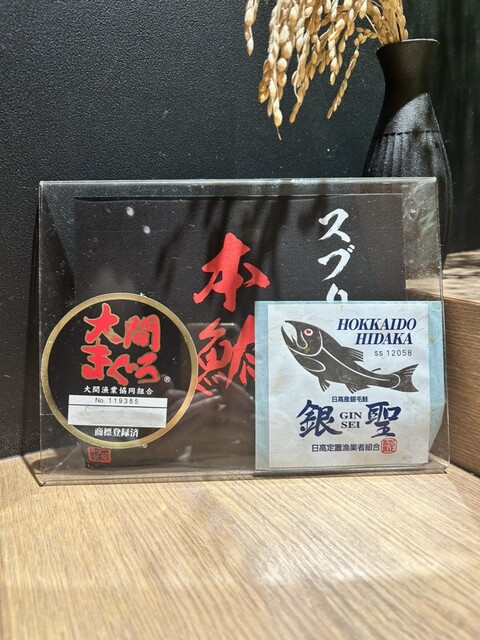 スプ
本鮪
大間
まぐろ®
大間漁業協同組合
No. 119385
商標登録済
HOKKAIDO
HIDAKA
SS 12058
日高産銀毛鮭
銀聖
GIN
SEI
日高定置漁業者組合